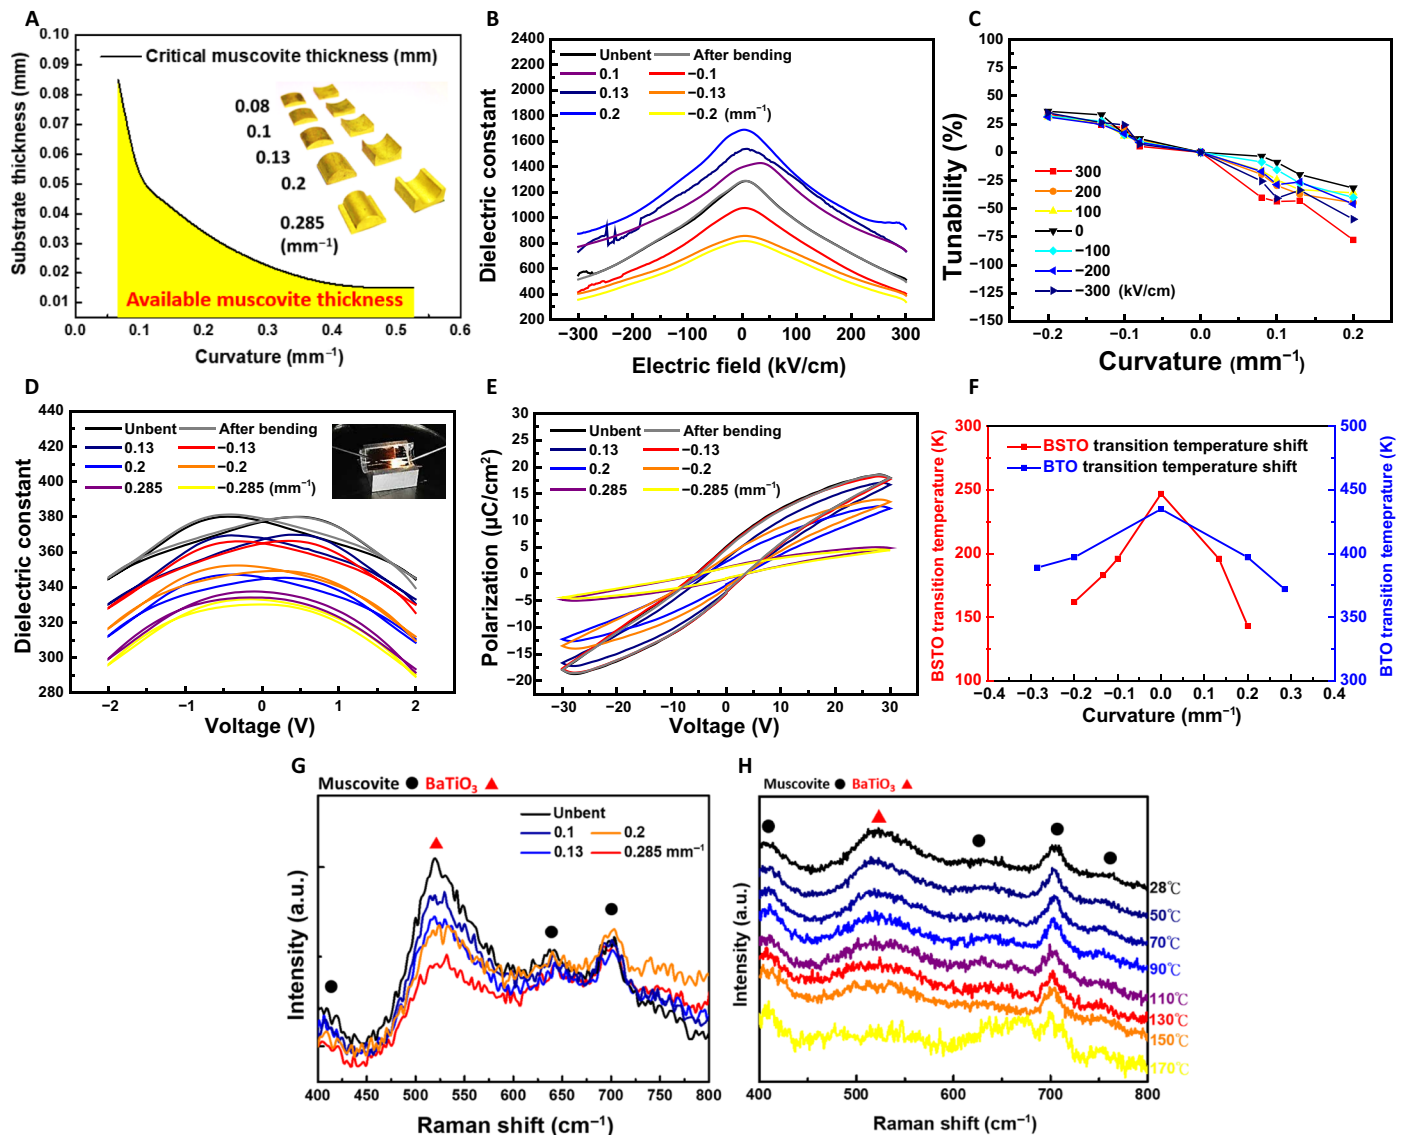 A
Substrate thickness (mm)
0.10
0.09
0.08
0.07
0.06
0.05
0.04
0.03
0.02
0.01
Critical muscovite thickness (mm)
0.08
0.1
0.13
0.2
0.285
(mm⁻¹)
Available muscovite thickness
0.0 0.1 0.2 0.3 0.4 0.5 0.6
Curvature (mm⁻¹)
B
Dielectric constant
2400
2200
2000
1800
1600
1400
1200
1000
800
600
400
200
Unbent After bending
0.1 −0.1
0.13 −0.13
0.2 −0.2 (mm⁻¹)
−300 −200 −100 0 100 200 300
Electric field (kV/cm)
C
Tunability (%)
100
75
50
25
0
−25
−50
−75
−100
−125
−150
300
200
100
0
−100
−200
−300 (kV/cm)
−0.2 −0.1 0.0 0.1 0.2
Curvature (mm⁻¹)
D
Dielectric constant
440
420
400
380
360
340
320
300
280
Unbent After bending
0.13 −0.13
0.2 −0.2
0.285 −0.285 (mm⁻¹)
−2 −1 0 1 2
Voltage (V)
E
Polarization (μC/cm²)
30
25
20
15
10
5
0
−5
−10
−15
−20
Unbent After bending
0.13 −0.13
0.2 −0.2
0.285 −0.285 (mm⁻¹)
−30 −20 −10 0 10 20 30
Voltage (V)
F
BSTO transition temperature (K)
300
250
200
150
100
BSTO transition temperature shift
BTO transition temperature shift
500
450
400
350
300
BTO transition temeprature (K)
−0.4 −0.3 −0.2 −0.1 0.0 0.1 0.2 0.3 0.4
Curvature (mm⁻¹)
G
Muscovite BaTiO₃
Intensity (a.u.)
Unbent
0.1 0.2
0.13 0.285 mm⁻¹
400 450 500 550 600 650 700 750 800
Raman shift (cm⁻¹)
H
Muscovite BaTiO₃
Intensity (a.u.)
28℃
50℃
70℃
90℃
110℃
130℃
150℃
170℃
400 500 600 700 800
Raman shift (cm⁻¹)